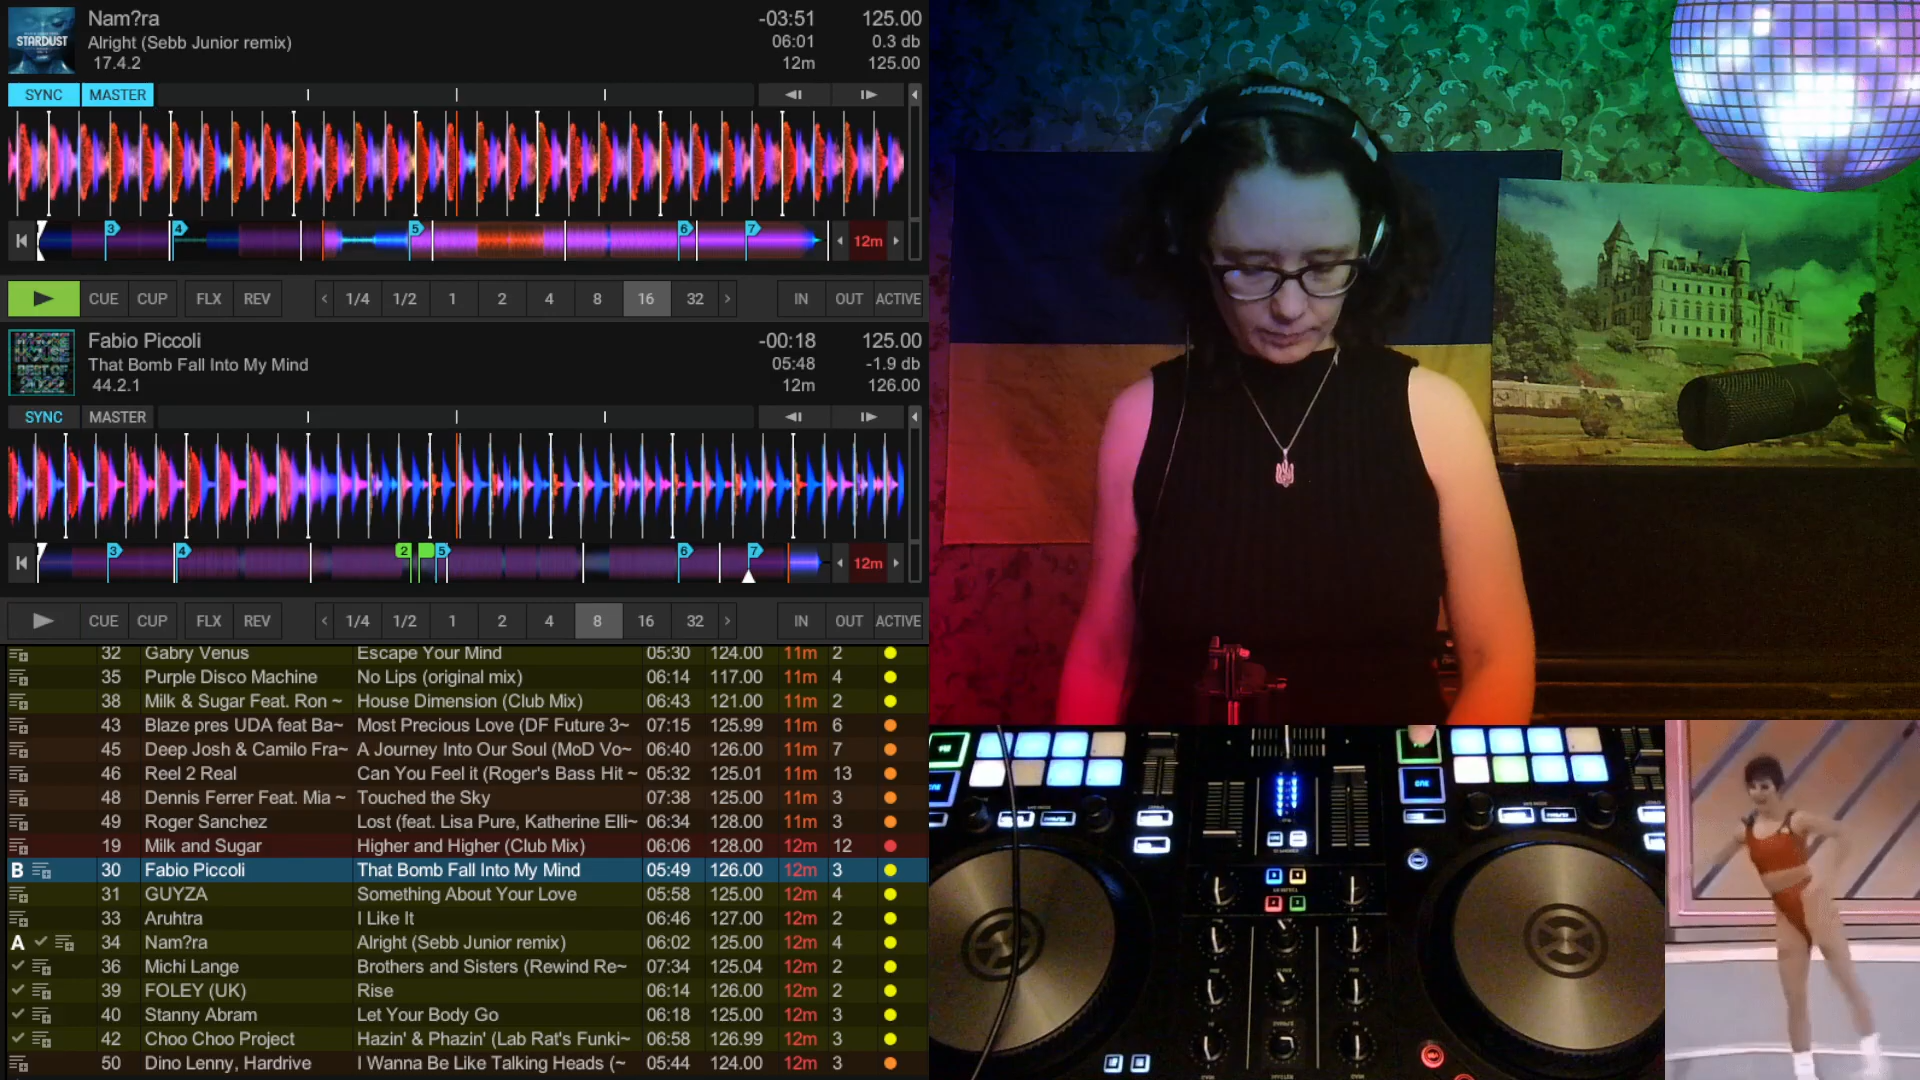 STARDUST
Nam?ra
-03:51
125.00
Alright (Sebb Junior remix)
06:01
0.3 db
17.4.2
12m
125.00
SYNC
MASTER
3
4
5
6
7
12m
CUE
CUP
FLX
REV
1/4
1/2
1
2
4
8
16
32
IN
OUT
ACTIVE
HOUSE
BEST OF
Fabio Piccoli
-00:18
125.00
That Bomb Fall Into My Mind
05:48
-1.9 db
44.2.1
12m
126.00
SYNC
MASTER
3
4
2
5
6
7
12m
CUE
CUP
FLX
REV
1/4
1/2
1
2
4
8
16
32
IN
OUT
ACTIVE
32 Gabry Venus Escape Your Mind 05:30 124.00 11m 2
35 Purple Disco Machine No Lips (original mix) 06:14 117.00 11m 4
38 Milk & Sugar Feat. Ron ~ House Dimension (Club Mix) 06:43 121.00 11m 2
43 Blaze pres UDA feat Ba~ Most Precious Love (DF Future 3~ 07:15 125.99 11m 6
45 Deep Josh & Camilo Fra~ A Journey Into Our Soul (MoD Vo~ 06:40 126.00 11m 7
46 Reel 2 Real Can You Feel it (Roger's Bass Hit ~ 05:32 125.01 11m 13
48 Dennis Ferrer Feat. Mia ~ Touched the Sky 07:38 125.00 11m 3
49 Roger Sanchez Lost (feat. Lisa Pure, Katherine Elli~ 06:34 128.00 11m 3
19 Milk and Sugar Higher and Higher (Club Mix) 06:06 128.00 12m 12
B 30 Fabio Piccoli That Bomb Fall Into My Mind 05:49 126.00 12m 3
31 GUYZA Something About Your Love 05:58 125.00 12m 4
33 Aruhtra I Like It 06:46 127.00 12m 2
A 34 Nam?ra Alright (Sebb Junior remix) 06:02 125.00 12m 4
36 Michi Lange Brothers and Sisters (Rewind Re~ 07:34 125.04 12m 2
39 FOLEY (UK) Rise 06:14 126.00 12m 2
40 Stanny Abram Let Your Body Go 06:18 125.00 12m 3
42 Choo Choo Project Hazin' & Phazin' (Lab Rat's Funki~ 06:58 126.99 12m 3
50 Dino Lenny, Hardrive I Wanna Be Like Talking Heads (~ 05:44 124.00 12m 3